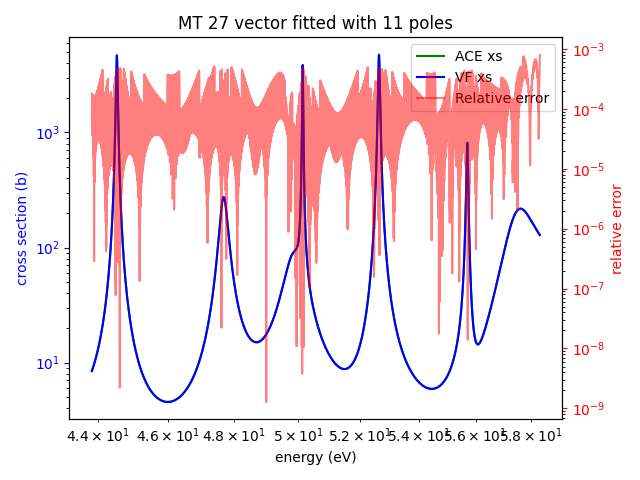 MT 27 vector fitted with 11 poles
ACE xs
VF xs
Relative error
cross section (b)
10³
10²
10¹
relative error
10⁻³
10⁻⁴
10⁻⁵
10⁻⁶
10⁻⁷
10⁻⁸
10⁻⁹
4.4 × 10¹ 4.6 × 10¹ 4.8 × 10¹ 5 × 10¹ 5.2 × 10¹ 5.4 × 10¹ 5.6 × 10¹ 5.8 × 10¹
energy (eV)